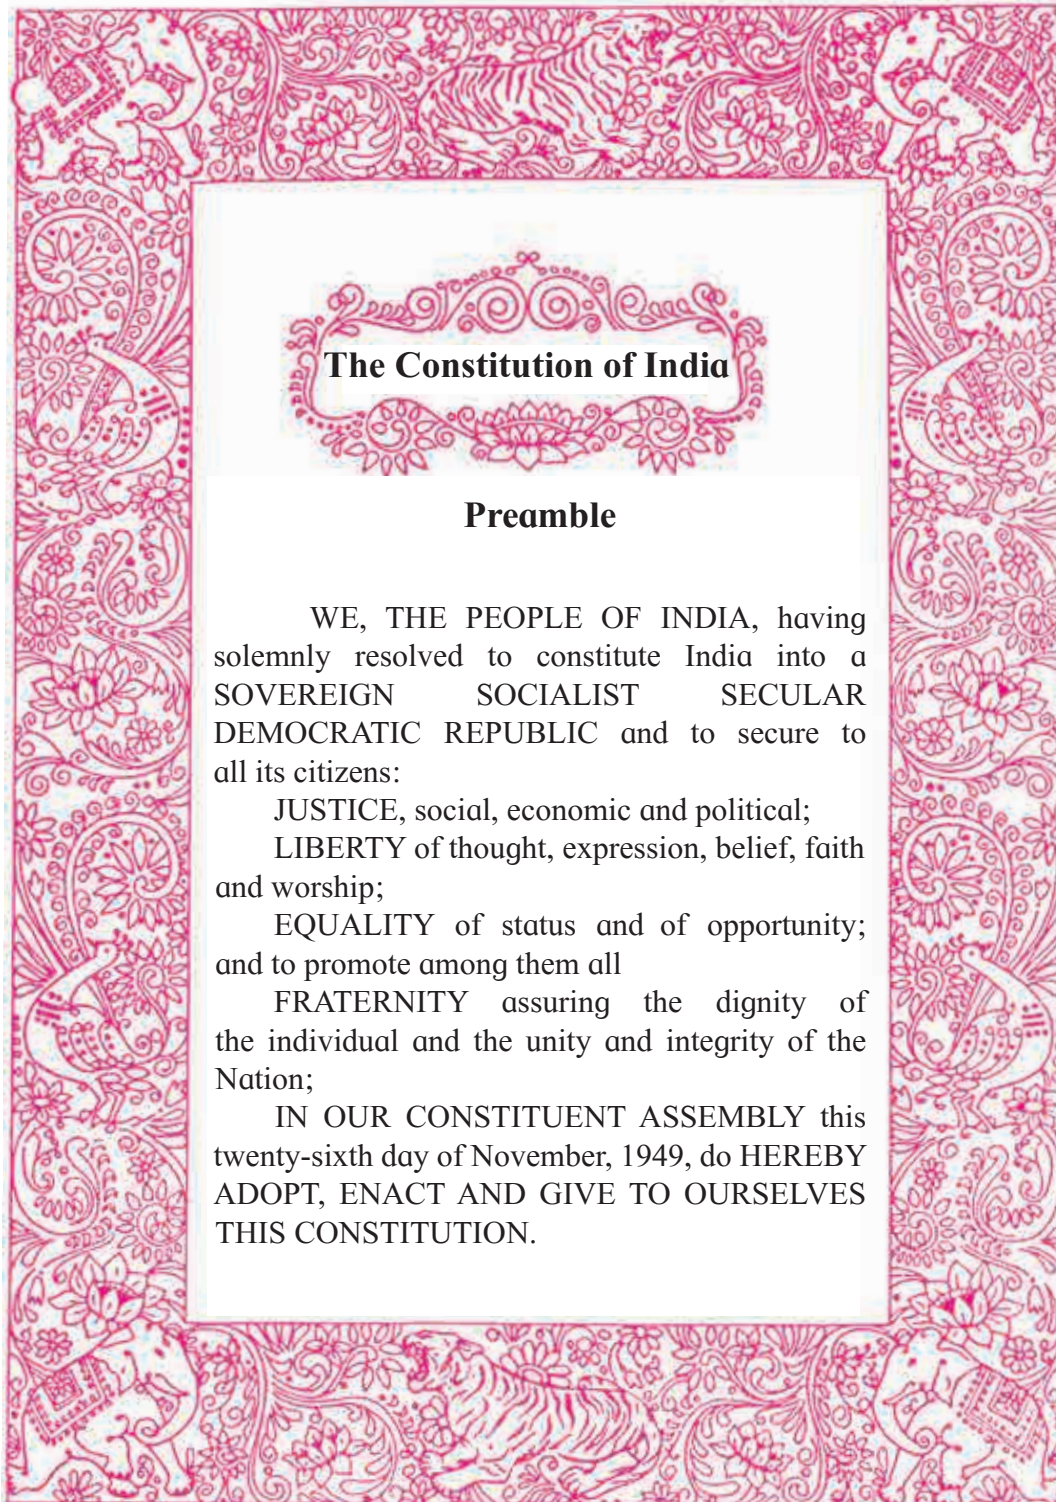 The Constitution of India
Preamble
WE, THE PEOPLE OF INDIA, having
solemnly resolved to constitute India into a
SOVEREIGN SOCIALIST SECULAR
DEMOCRATIC REPUBLIC and to secure to
all its citizens:
JUSTICE, social, economic and political;
LIBERTY of thought, expression, belief, faith
and worship;
EQUALITY of status and of opportunity;
and to promote among them all
FRATERNITY assuring the dignity of
the individual and the unity and integrity of the
Nation;
IN OUR CONSTITUENT ASSEMBLY this
twenty-sixth day of November, 1949, do HEREBY
ADOPT, ENACT AND GIVE TO OURSELVES
THIS CONSTITUTION.